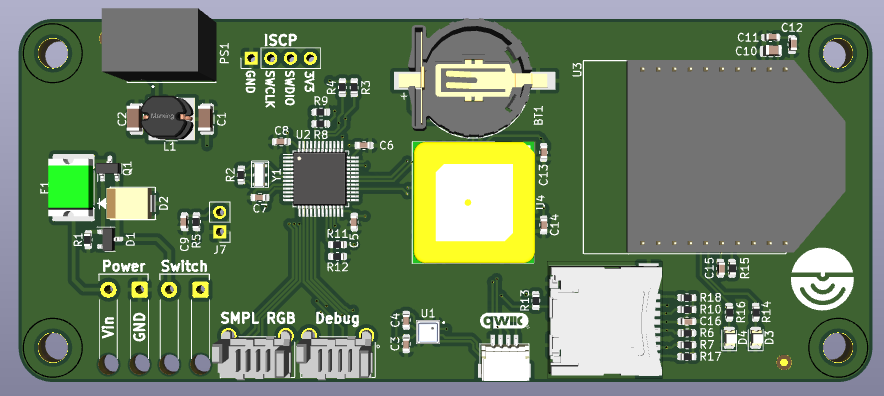 PS1
ISCP
GND
SWCLK
SWDIO
3V3
R4
R3
R9
R8
C8
U2
C6
C2
C1
L1
Marking
+
BT1
U3
C11
C12
C10
F1
Q1
D2
R1
D1
C9
R5
J7
R2
Y1
C7
C5
R11
R12
C13
U4
C14
Power
Switch
Vin
GND
SMPL RGB
Debug
C4
C3
U1
qwiic
R13
R18
R10
C16
R6
R7
R17
C15
R15
R16
R14
D4
D3